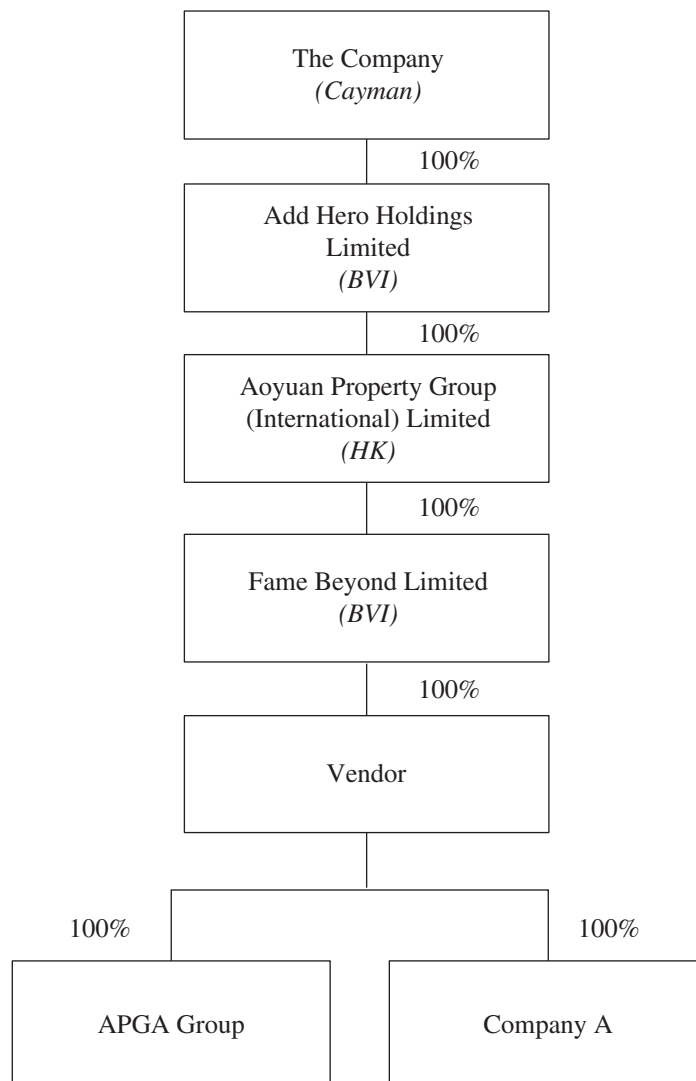 The Company
(Cayman)
100%
Add Hero Holdings
Limited
(BVI)
100%
Aoyuan Property Group
(International) Limited
(HK)
100%
Fame Beyond Limited
(BVI)
100%
Vendor
100%
100%
APGA Group
Company A